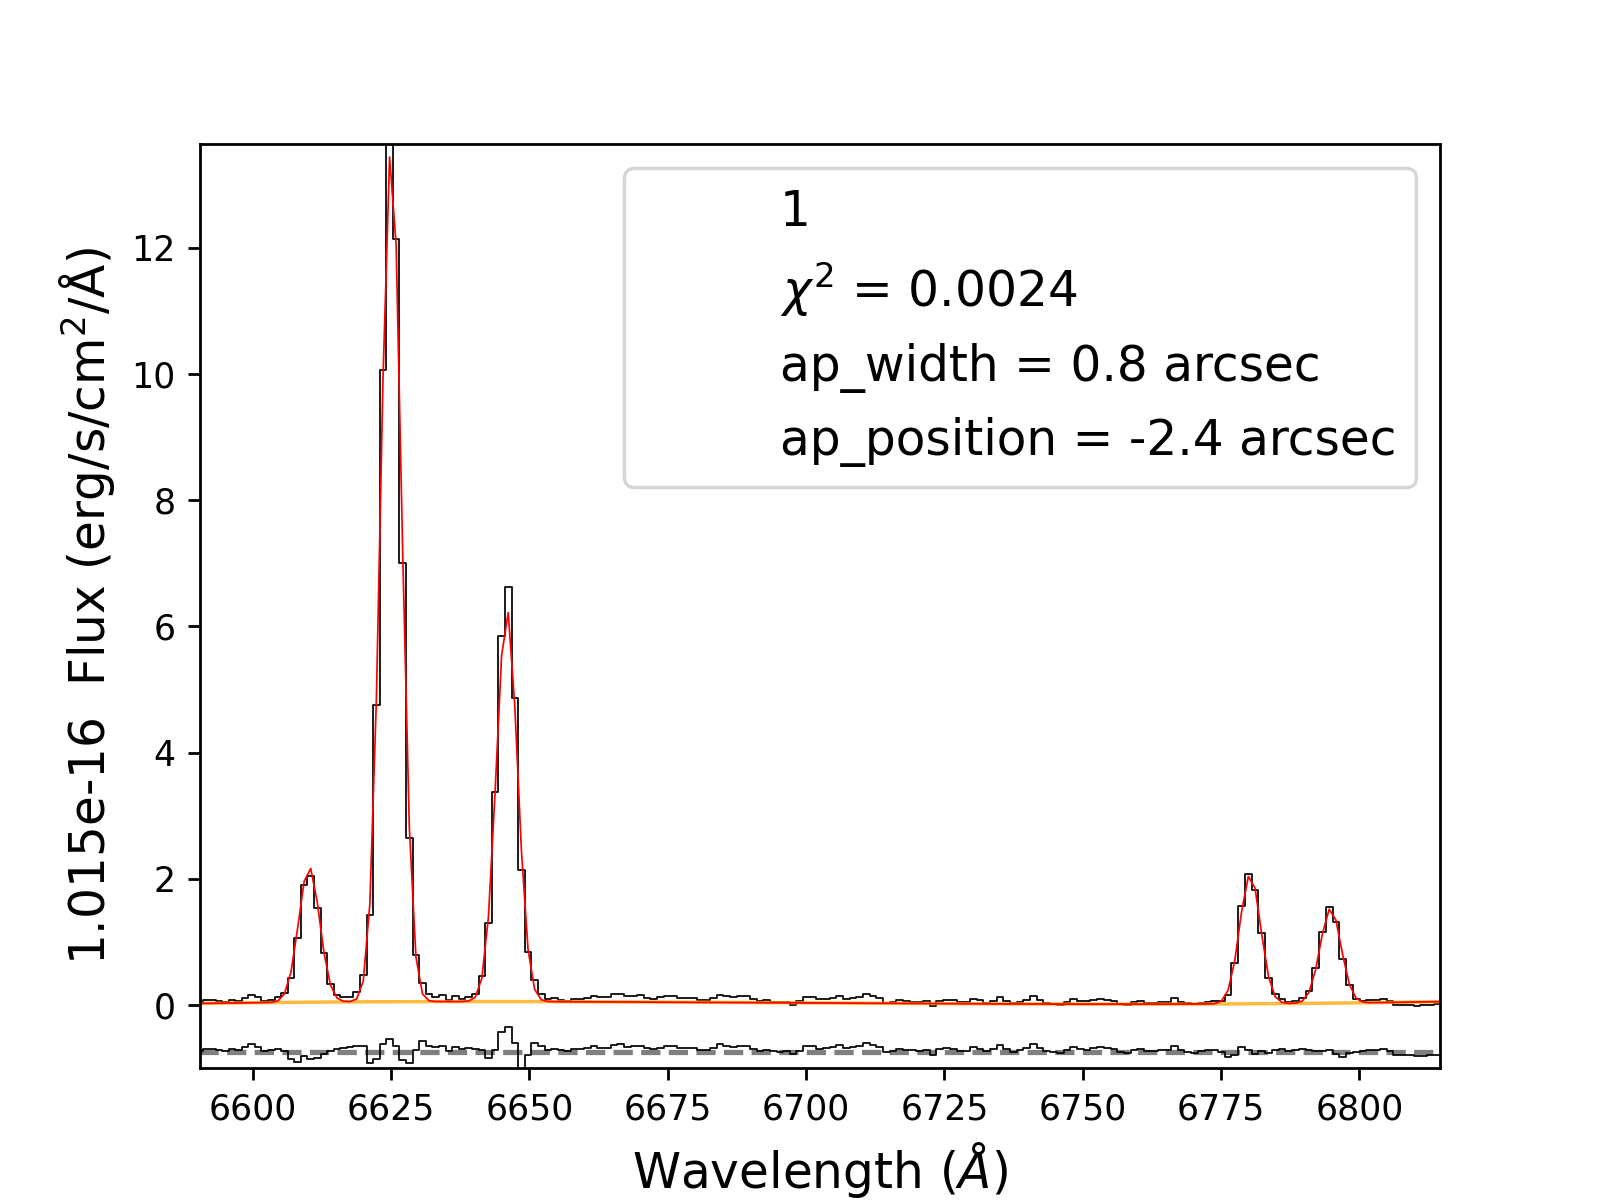 1
χ² = 0.0024
ap_width = 0.8 arcsec
ap_position = -2.4 arcsec
1.015e-16 Flux (erg/s/cm²/Å)
12
10
8
6
4
2
0
6600 6625 6650 6675 6700 6725 6750 6775 6800
Wavelength (Å)